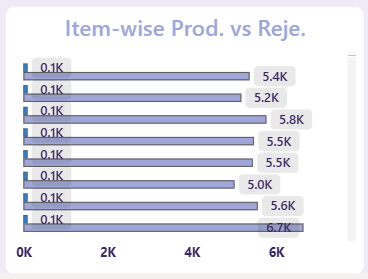 Item-wise Prod. vs Reje.
0.1K
5.4K
0.1K
5.2K
0.1K
5.8K
0.1K
5.5K
0.1K
5.5K
0.1K
5.0K
0.1K
5.6K
0.1K
6.7K
0K 2K 4K 6K